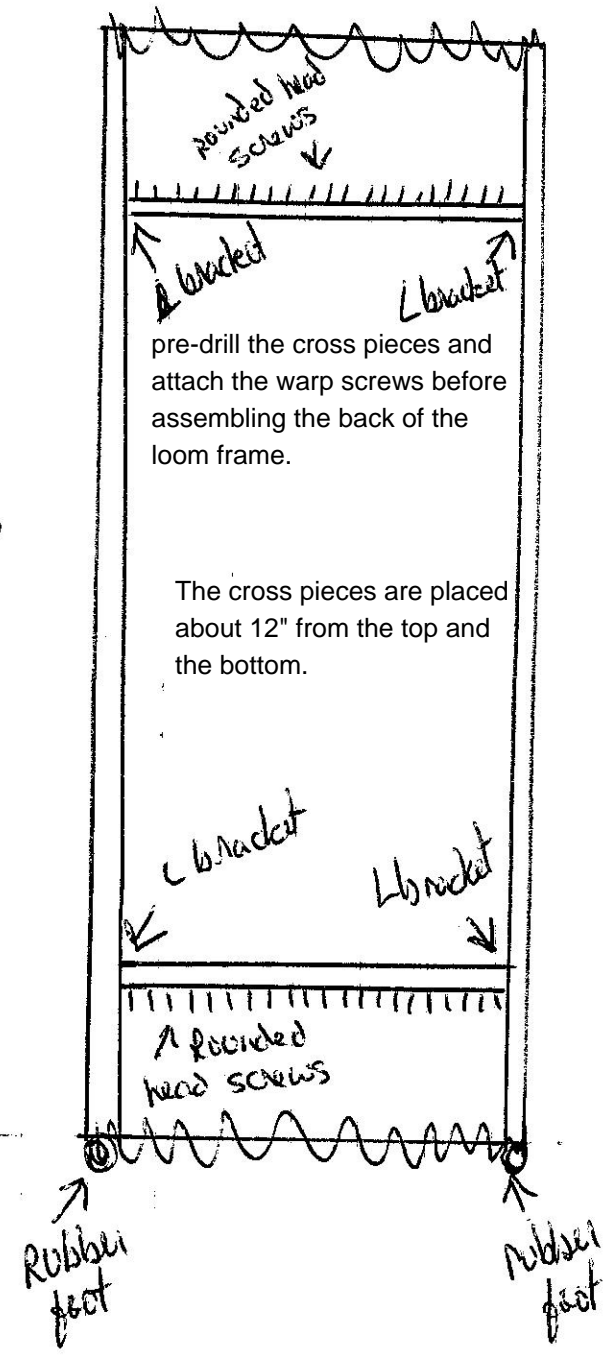 Rounded head
screws
L bracket
L bracket
pre-drill the cross pieces and
attach the warp screws before
assembling the back of the
loom frame.
The cross pieces are placed
about 12" from the top and
the bottom.
L bracket
L bracket
Rounded
head screws
Rubber
foot
rubber
foot